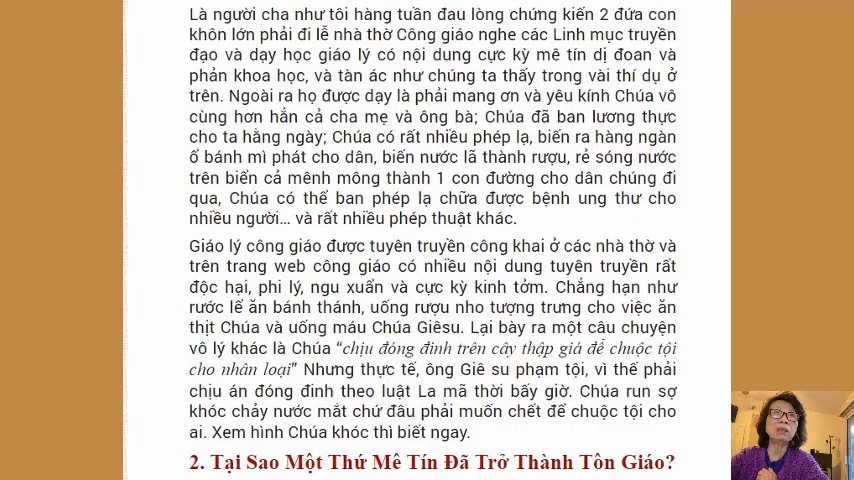 Là người cha như tôi hàng tuần đau lòng chứng kiến 2 đứa con
khôn lớn phải đi lễ nhà thờ Công giáo nghe các Linh mục truyền
đạo và dạy học giáo lý có nội dung cực kỳ mê tín dị đoan và
phản khoa học, và tàn ác như chúng ta thấy trong vài thí dụ ở
trên. Ngoài ra họ được dạy là phải mang ơn và yêu kính Chúa vô
cùng hơn hẳn cả cha mẹ và ông bà; Chúa đã ban lương thực
cho ta hằng ngày; Chúa có rất nhiều phép lạ, biến ra hàng ngàn
ổ bánh mì phát cho dân, biến nước lã thành rượu, rẽ sóng nước
trên biển cả mênh mông thành 1 con đường cho dân chúng đi
qua, Chúa có thể ban phép lạ chữa được bệnh ung thư cho
nhiều người... và rất nhiều phép thuật khác.
Giáo lý công giáo được tuyên truyền công khai ở các nhà thờ và
trên trang web công giáo có nhiều nội dung tuyên truyền rất
độc hại, phi lý, ngu xuẩn và cực kỳ kinh tởm. Chẳng hạn như
rước lể ăn bánh thánh, uống rượu nho tượng trưng cho việc ăn
thịt Chúa và uống máu Chúa Giêsu. Lại bày ra một câu chuyện
vô lý khác là Chúa “chịu đóng đinh trên cây thập giá để chuộc tội
cho nhân loại” Nhưng thực tế, ông Giê su phạm tội, vì thế phải
chịu án đóng đinh theo luật La mã thời bấy giờ. Chúa run sợ
khóc chảy nước mắt chứ đâu phải muốn chết để chuộc tội cho
ai. Xem hình Chúa khóc thì biết ngay.
2. Tại Sao Một Thứ Mê Tín Đã Trở Thành Tôn Giáo?